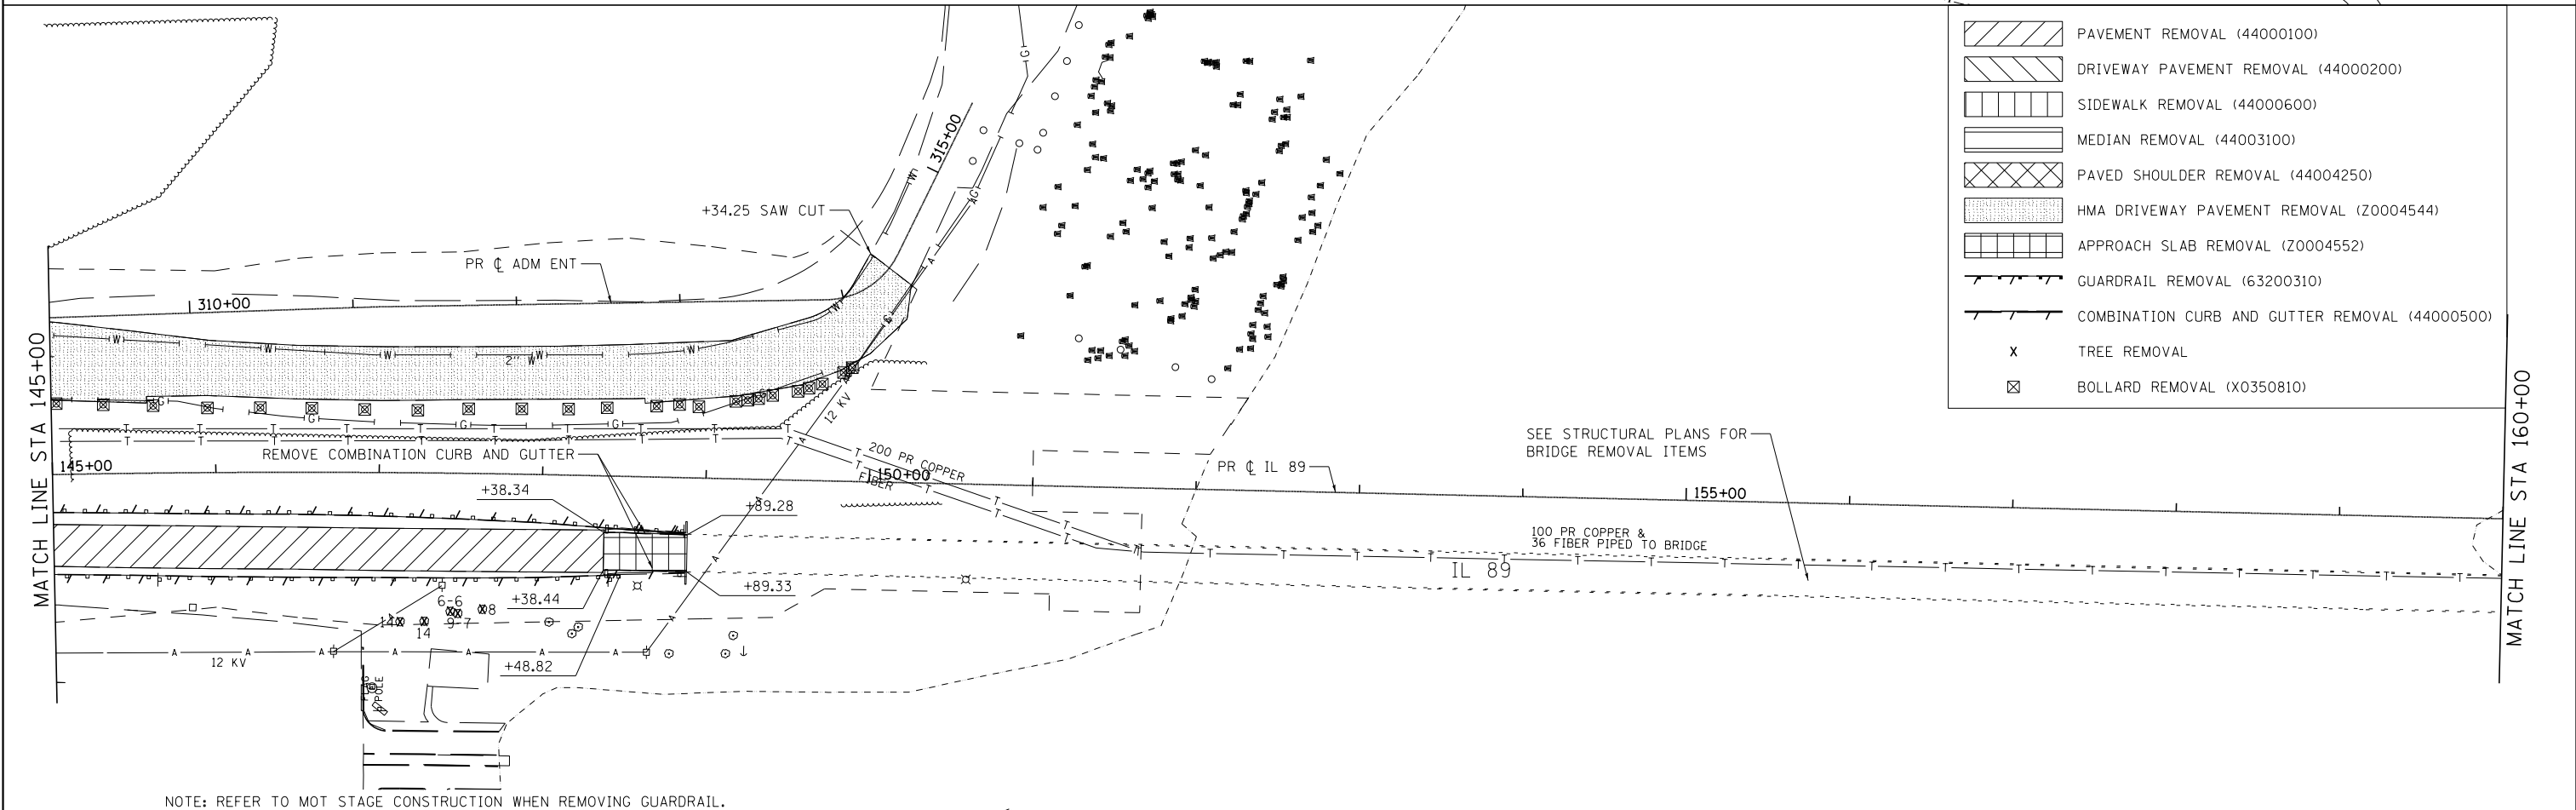 PAVEMENT REMOVAL (44000100)
DRIVEWAY PAVEMENT REMOVAL (44000200)
SIDEWALK REMOVAL (44000600)
MEDIAN REMOVAL (44003100)
PAVED SHOULDER REMOVAL (44004250)
HMA DRIVEWAY PAVEMENT REMOVAL (Z0004544)
APPROACH SLAB REMOVAL (Z0004552)
GUARDRAIL REMOVAL (63200310)
COMBINATION CURB AND GUTTER REMOVAL (44000500)
X TREE REMOVAL
BOLLARD REMOVAL (X0350810)
315+00
+34.25 SAW CUT
PR ℄ ADM ENT
310+00
2" W
12 KV
MATCH LINE STA 145+00
MATCH LINE STA 160+00
145+00
REMOVE COMBINATION CURB AND GUTTER
200 PR COPPER
FIBER
150+00
PR ℄ IL 89
SEE STRUCTURAL PLANS FOR
BRIDGE REMOVAL ITEMS
155+00
+38.34
+89.28
100 PR COPPER &
36 FIBER PIPED TO BRIDGE
IL 89
+89.33
+38.44
6-6
8
14
9-7
14
+48.82
12 KV
POLE
NOTE: REFER TO MOT STAGE CONSTRUCTION WHEN REMOVING GUARDRAIL.